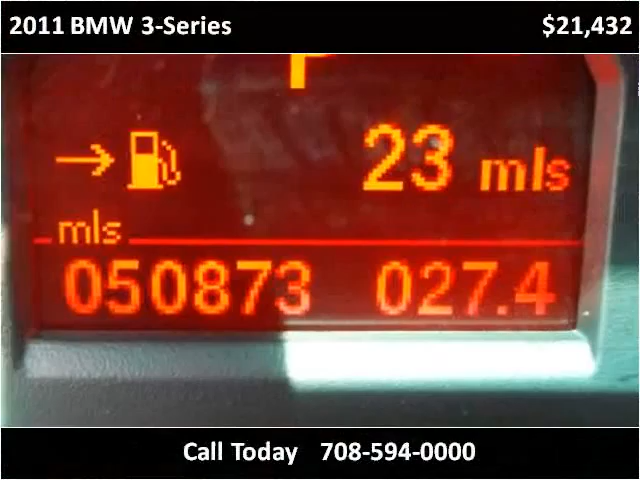 2011 BMW 3-Series $21,432
P
23 mls
mls
050873 027.4
Call Today 708-594-0000